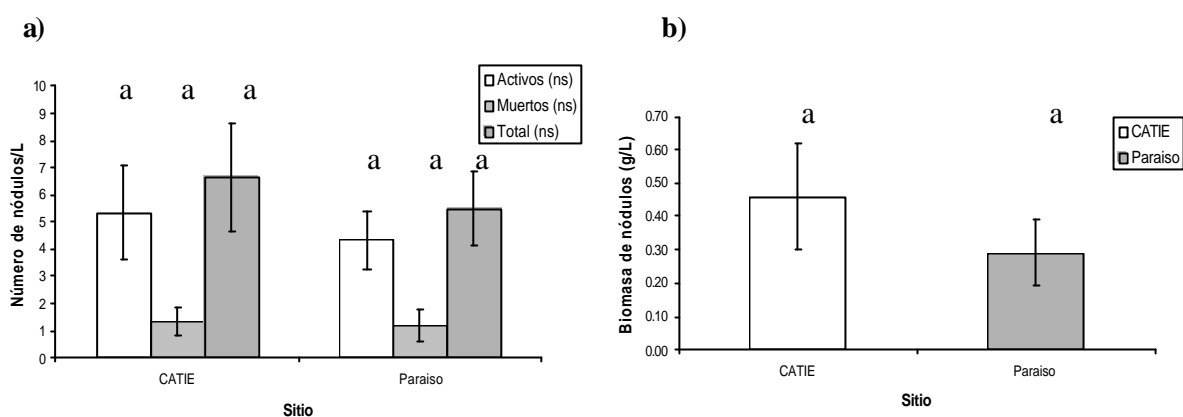 a)
Activos (ns)
Muertos (ns)
Total (ns)
a a a a a a
Número de nódulos/L
10
9
8
7
6
5
4
3
2
1
0
CATIE Paraiso
Sitio
b)
CATIE
Paraiso
a a
Biomasa de nódulos (g/L)
0.70
0.60
0.50
0.40
0.30
0.20
0.10
0.00
CATIE Paraiso
Sitio